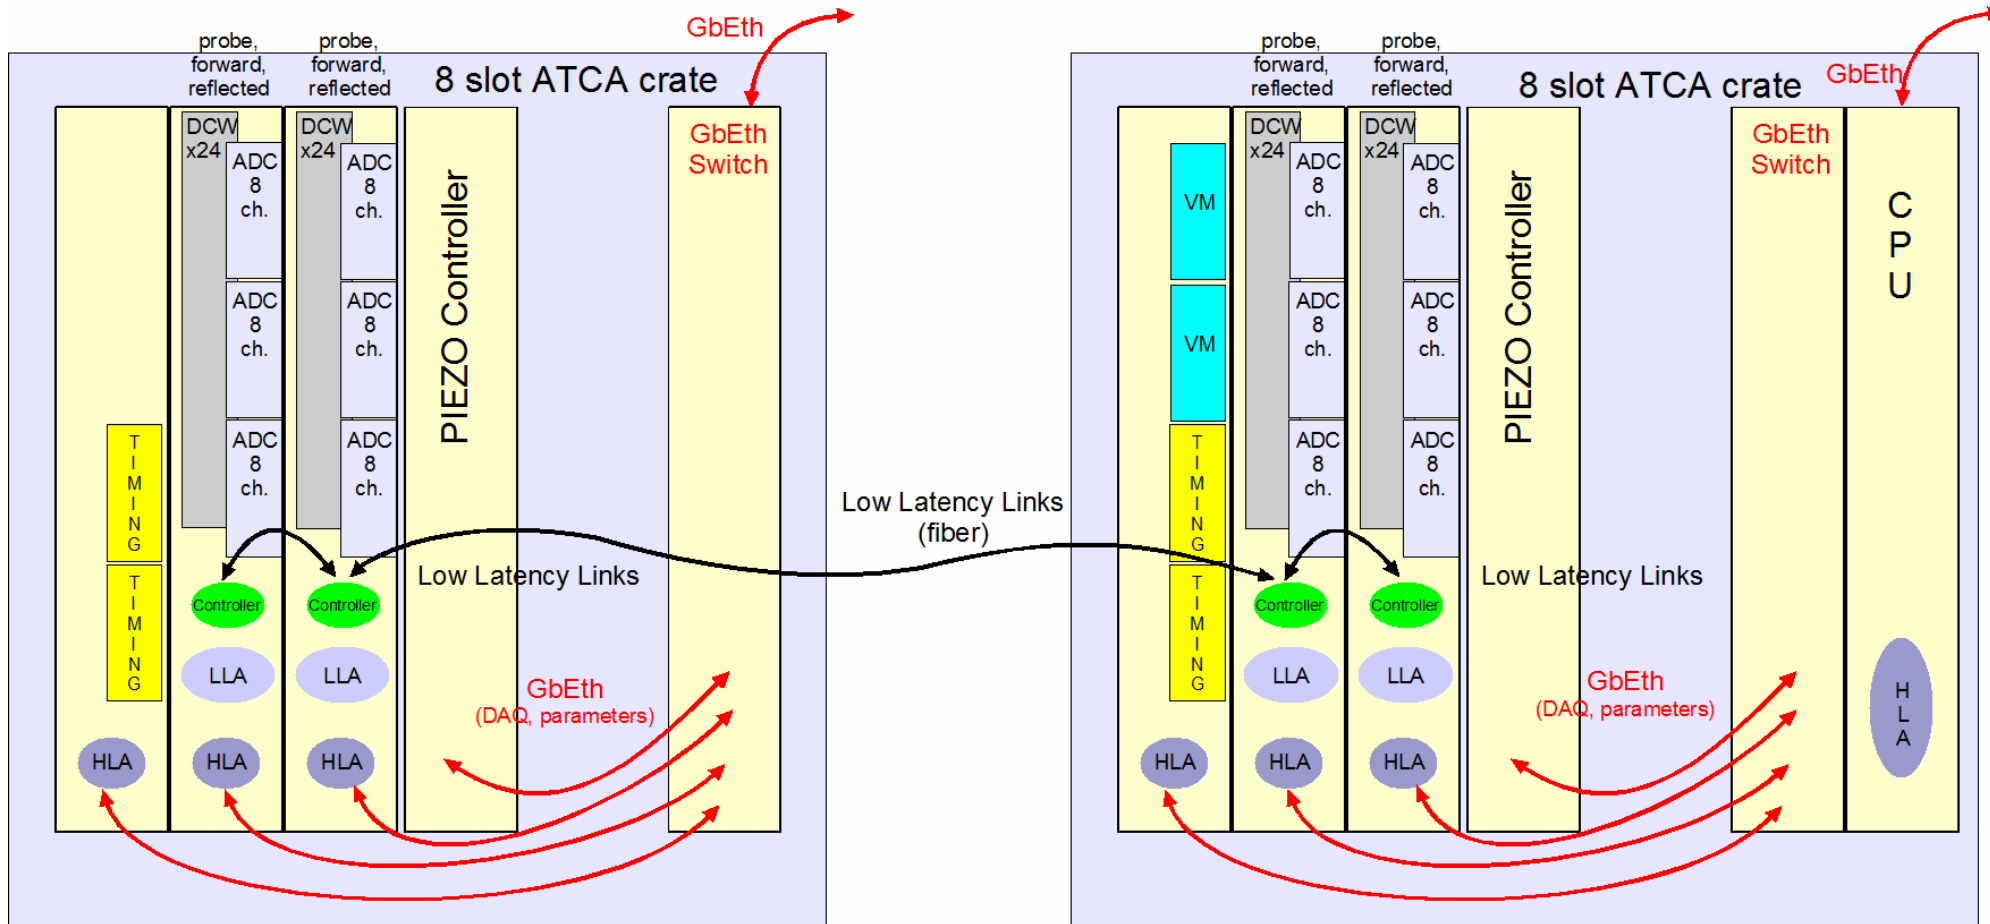 GbEth
probe,
forward,
reflected
probe,
forward,
reflected
8 slot ATCA crate
DCW
x24
ADC
8
ch.
ADC
8
ch.
ADC
8
ch.
DCW
x24
ADC
8
ch.
ADC
8
ch.
ADC
8
ch.
PIEZO Controller
GbEth
Switch
TIMING
TIMING
Controller
Controller
Low Latency Links
LLA
LLA
GbEth
(DAQ, parameters)
HLA
HLA
HLA
Low Latency Links
(fiber)
probe,
forward,
reflected
probe,
forward,
reflected
8 slot ATCA crate
GbEth
VM
VM
DCW
x24
ADC
8
ch.
ADC
8
ch.
ADC
8
ch.
DCW
x24
ADC
8
ch.
ADC
8
ch.
ADC
8
ch.
PIEZO Controller
GbEth
Switch
CPU
TIMING
TIMING
Controller
Controller
Low Latency Links
LLA
LLA
GbEth
(DAQ, parameters)
HLA
HLA
HLA
HLA